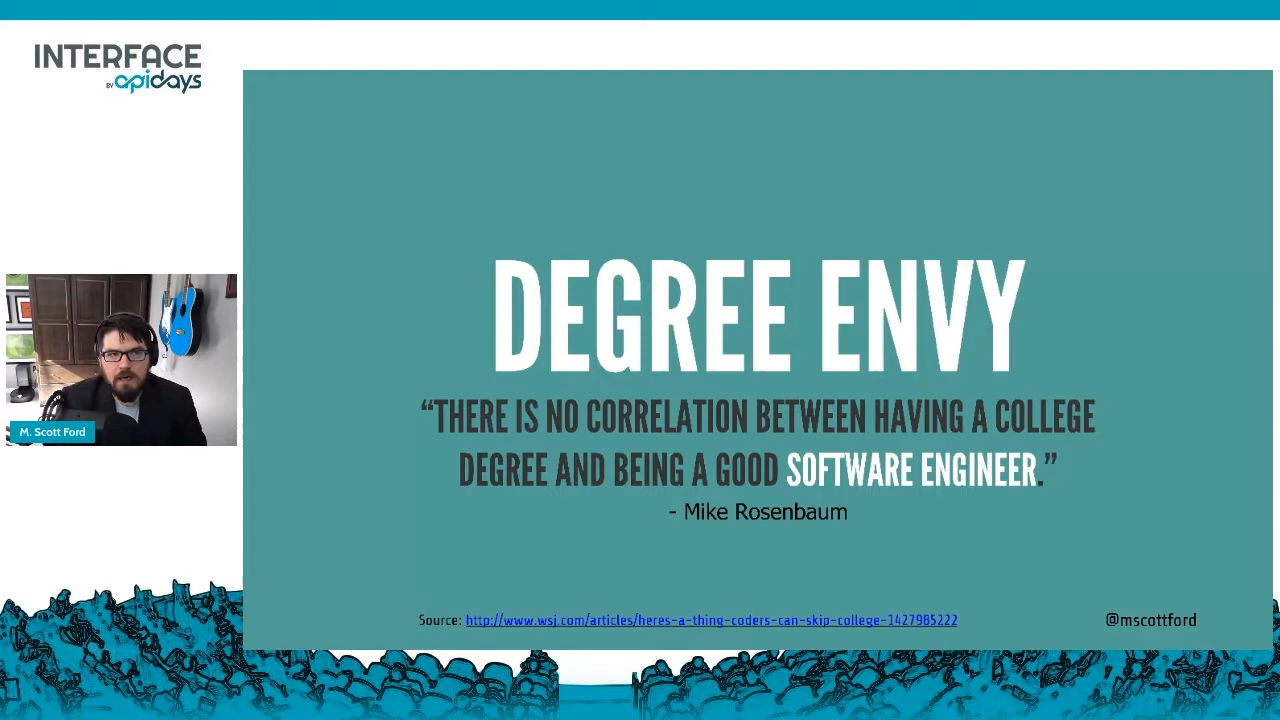 INTERFACE
BY apidays
DEGREE ENVY
“THERE IS NO CORRELATION BETWEEN HAVING A COLLEGE
DEGREE AND BEING A GOOD SOFTWARE ENGINEER.”
- Mike Rosenbaum
M. Scott Ford
Source: http://www.wsj.com/articles/heres-a-thing-coders-can-skip-college-1427985222
@mscottford